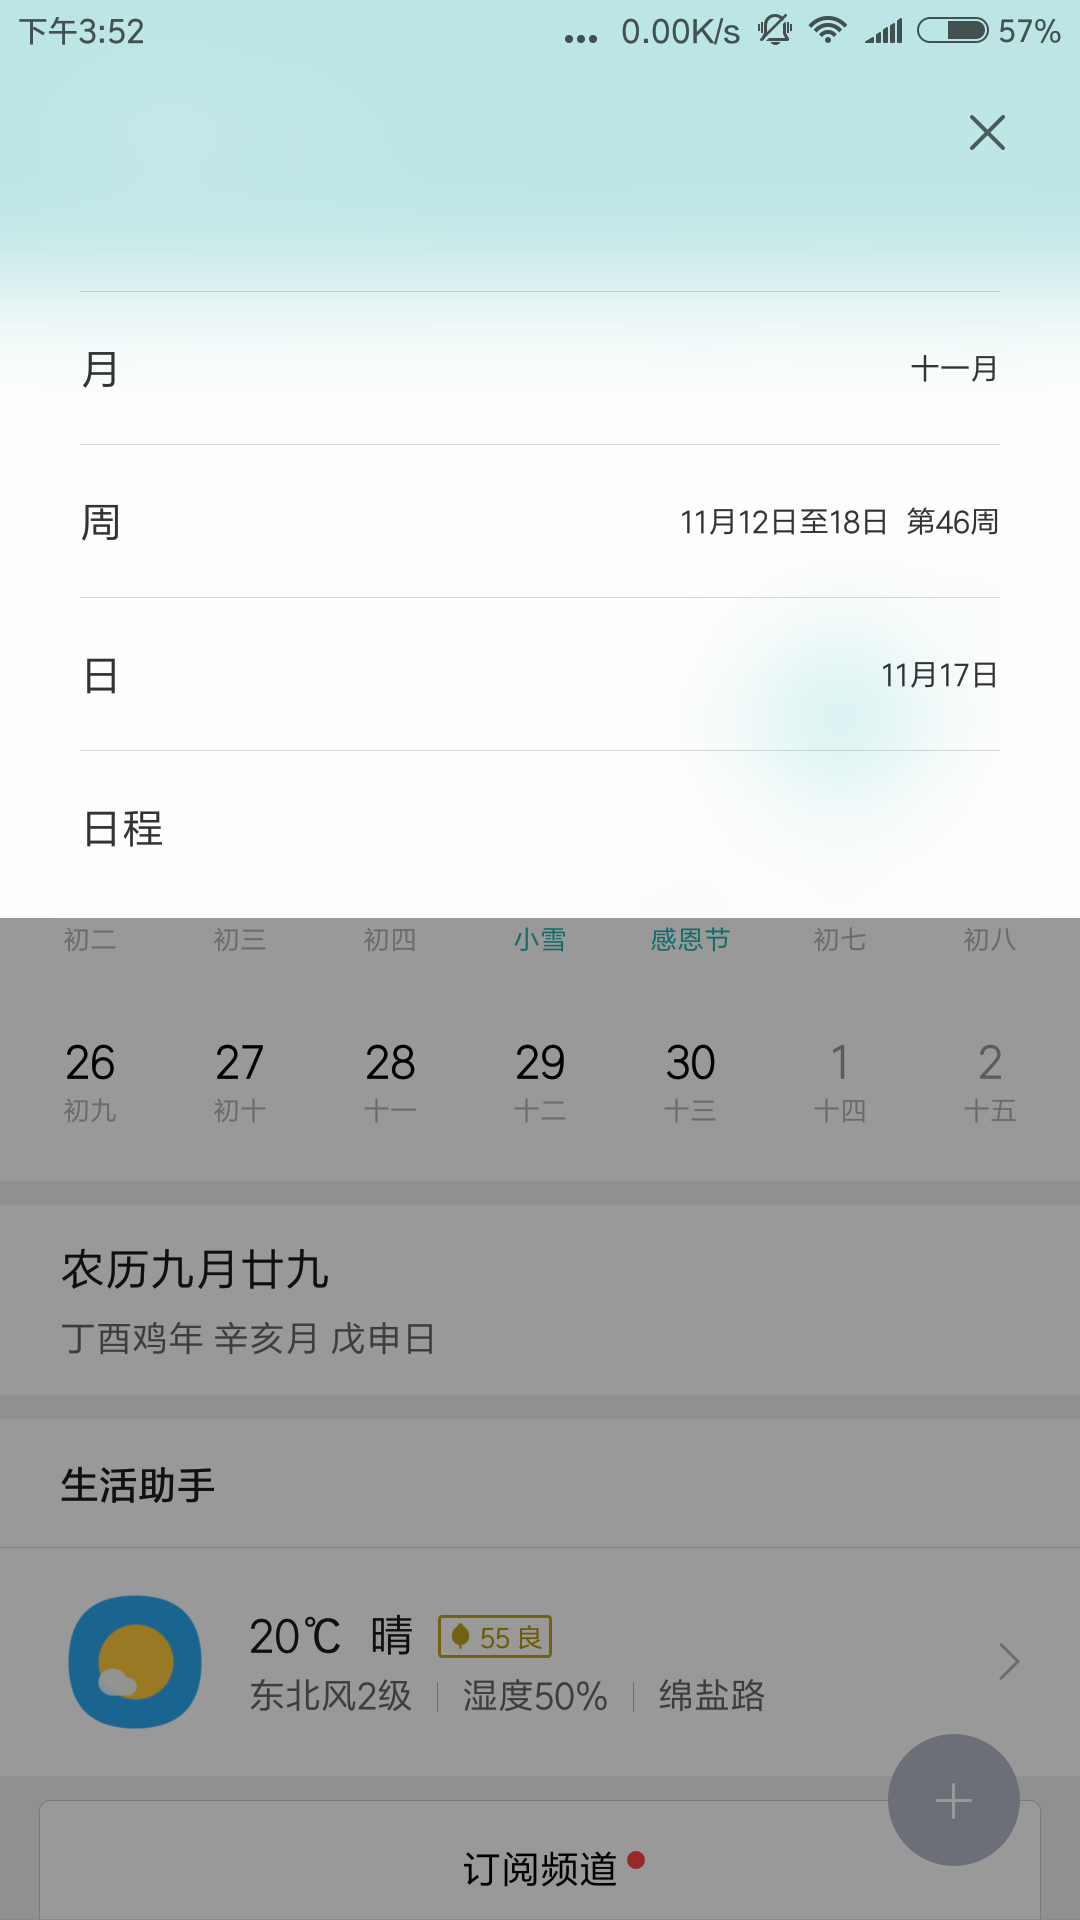 下午3:52 ... 0.00K/s 57%
月 十一月
周 11月12日至18日 第46周
日 11月17日
日程
初二 初三 初四 小雪 感恩节 初七 初八
26 27 28 29 30 1 2
初九 初十 十一 十二 十三 十四 十五
农历九月廿九
丁酉鸡年 辛亥月 戊申日
生活助手
20℃ 晴 55 良
东北风2级 湿度50% 绵盐路
订阅频道